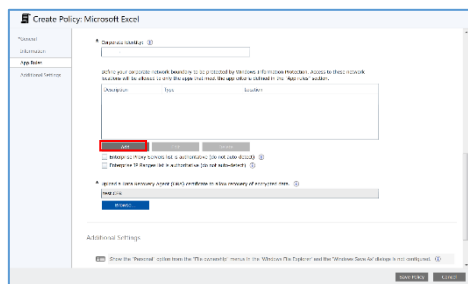 Create Policy: Microsoft Excel
General
Information
App Rules
Additional Settings
* Corporate identity:
Define your corporate network boundary to be protected by Windows Information Protection. Access to these network
locations will be allowed to only the apps that meet the app criteria defined in the "App rules" section.
Description Type Location
Add
Enterprise Proxy Servers list is authoritative (do not auto-detect)
Enterprise IP Ranges list is authoritative (do not auto-detect)
* Upload a Data Recovery Agent (DRA) certificate to allow recovery of encrypted data.
Browse...
Additional Settings
Show the 'Personal' option from the 'File ownership' menus in the 'Windows File Explorer' and the 'Windows Save As' dialogs is not configured.
Save Policy Cancel